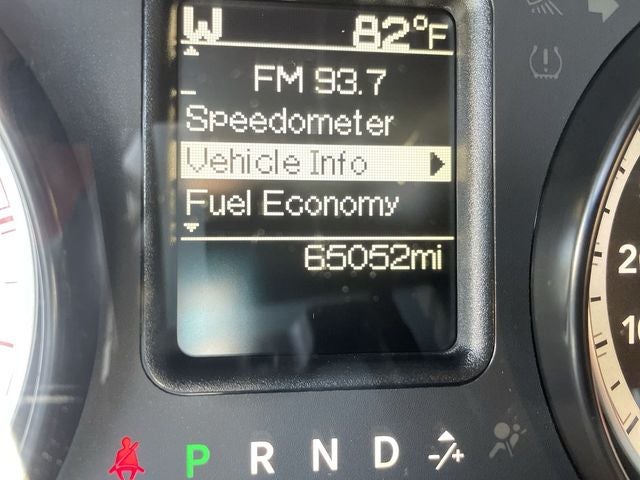 W 82°F
FM 93.7
Speedometer
Vehicle Info
Fuel Economy
65052mi
P R N D -/+